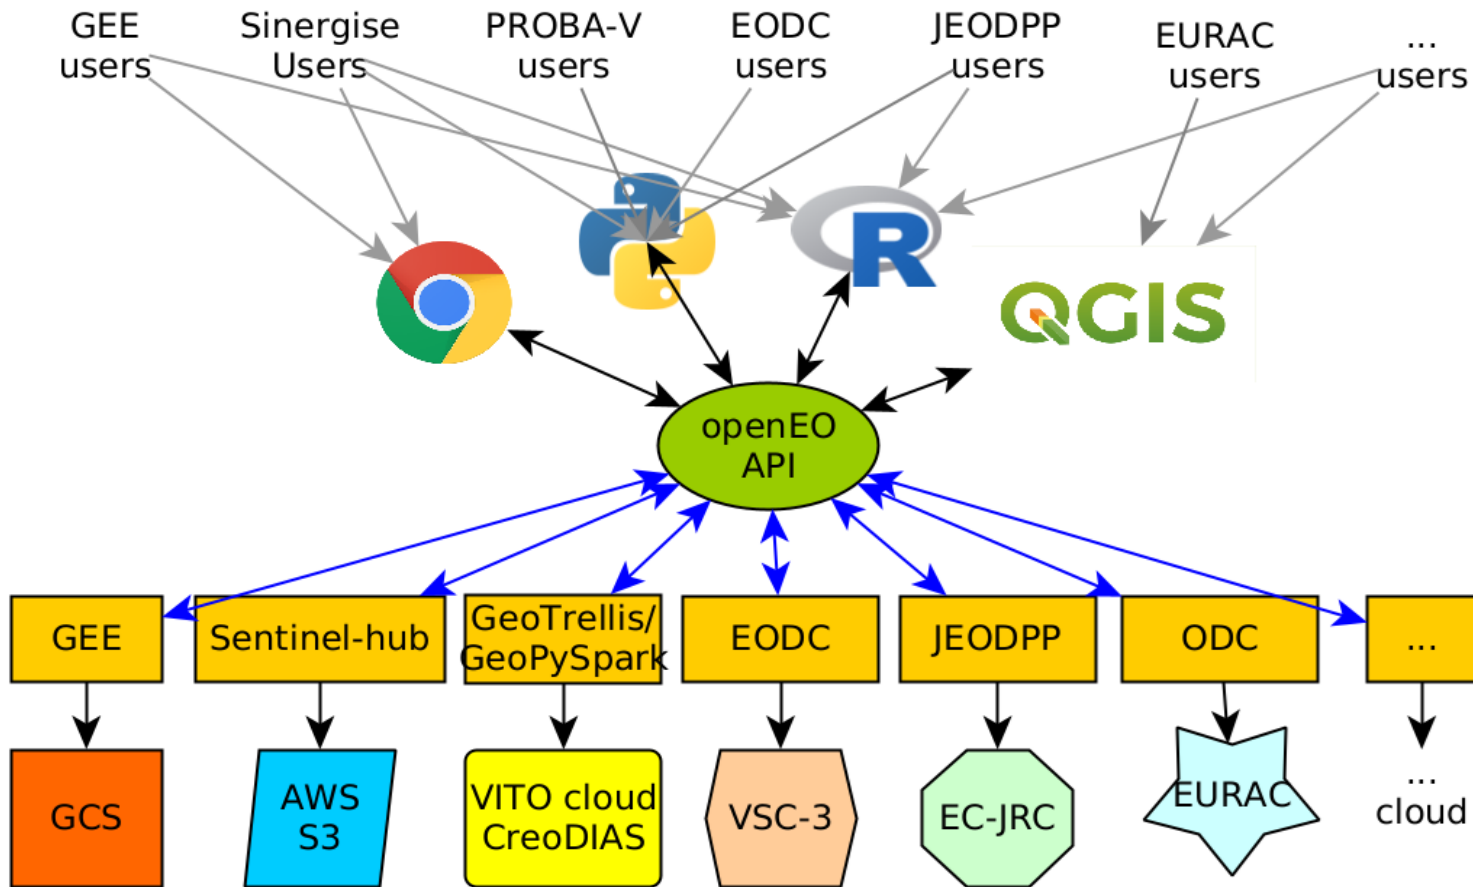 GEE
users
Sinergise
Users
PROBA-V
users
EODC
users
JEODPP
users
EURAC
users
...
users
R
QGIS
openEO
API
GEE
Sentinel-hub
GeoTrellis/
GeoPySpark
EODC
JEODPP
ODC
...
GCS
AWS
S3
VITO cloud
CreoDIAS
VSC-3
EC-JRC
EURAC
...
cloud